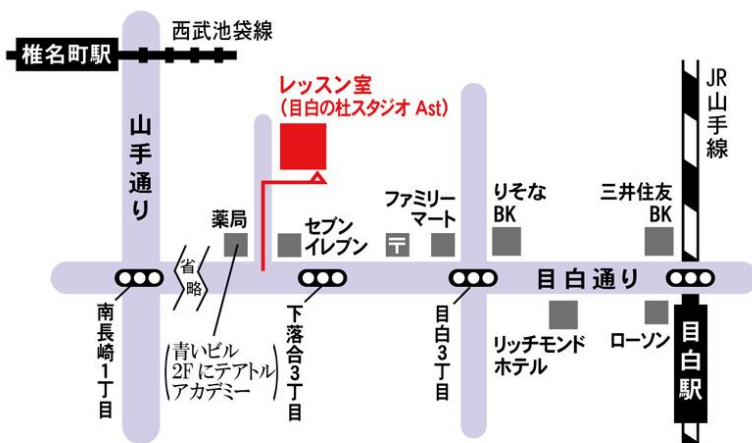 西武池袋線
椎名町駅
山手通り
レッスン室
(目白の杜スタジオ Ast)
JR山手線
薬局
セブン
イレブン
〒
ファミリー
マート
りそな
BK
三井住友
BK
省略
目白通り
南長崎1丁目
(青いビル
2Fにテアトル
アカデミー)
下落合3丁目
目白3丁目
リッチモンド
ホテル
ローソン
目白駅